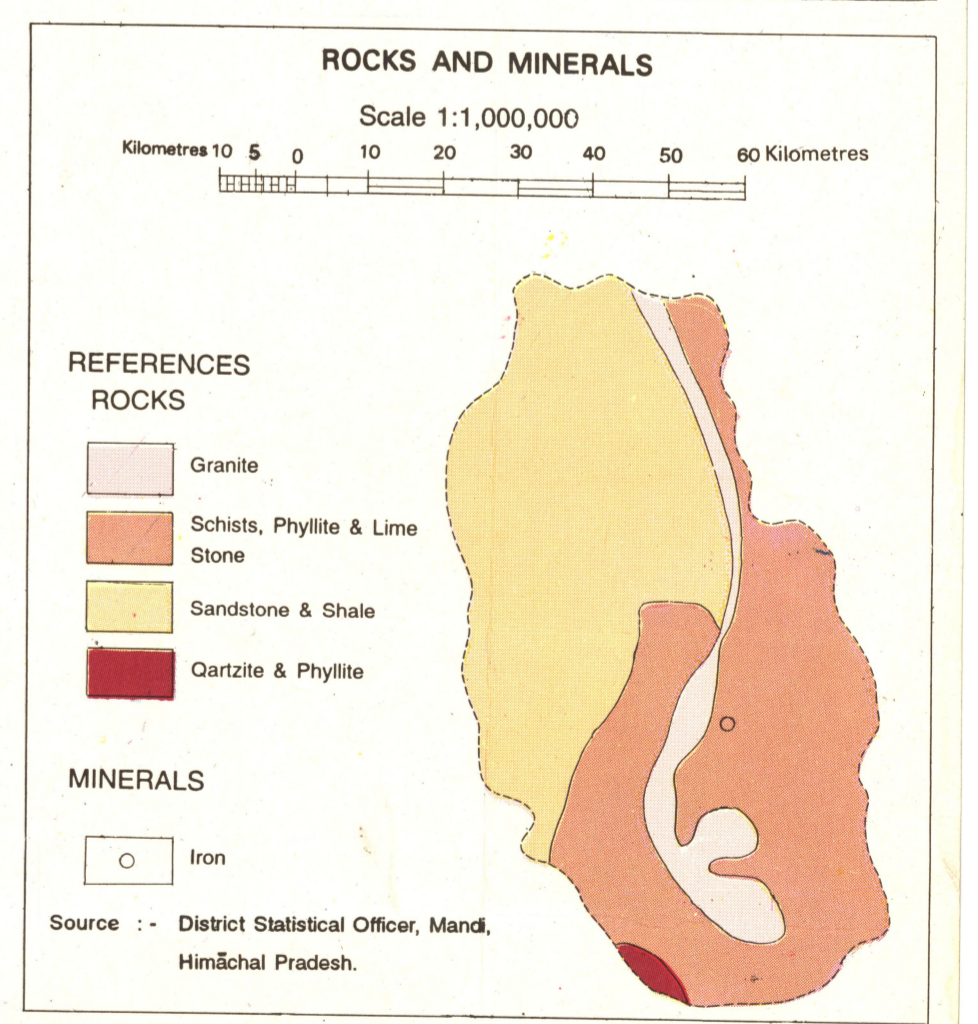 ROCKS AND MINERALS
Scale 1:1,000,000
Kilometres 10 5 0 10 20 30 40 50 60 Kilometres
REFERENCES
ROCKS
Granite
Schists, Phyllite & Lime
Stone
Sandstone & Shale
Qartzite & Phyllite
MINERALS
Iron
Source :- District Statistical Officer, Mandi,
Himāchal Pradesh.